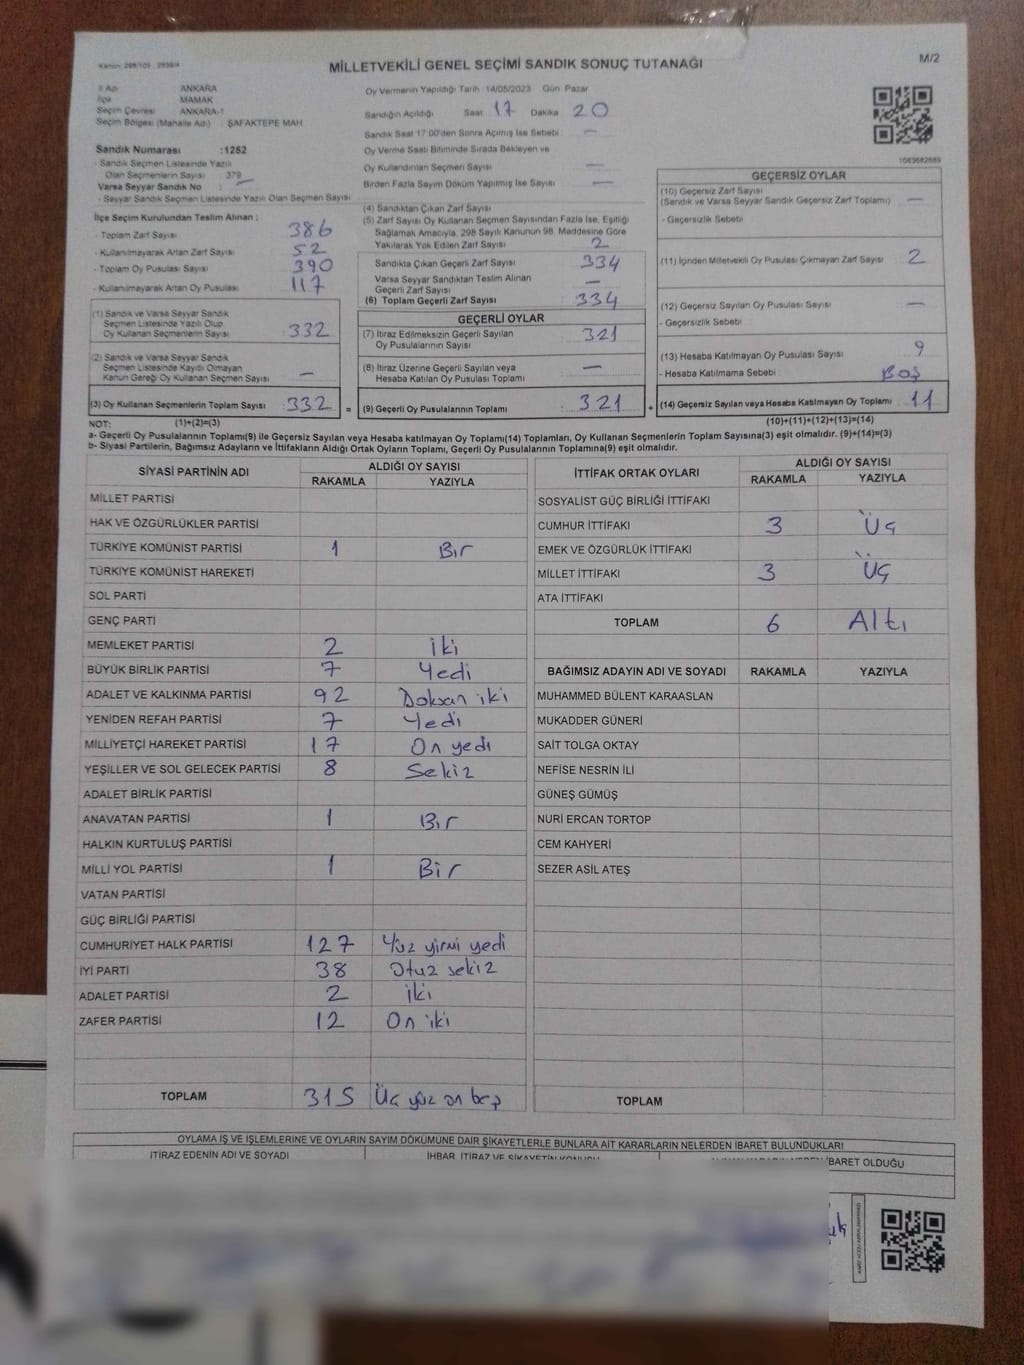 M/2
MİLLETVEKİLİ GENEL SEÇİMİ SANDIK SONUÇ TUTANAĞI
İl Adı : ANKARA
İlçe : MAMAK
Seçim Çevresi : ANKARA-1
Seçim Bölgesi (Mahalle Adı) : ŞAFAKTEPE MAH
Sandık Numarası :1252
- Sandık Seçmen Listesinde Yazılı
Olan Seçmenlerin Sayısı 379
Varsa Seyyar Sandık No : –
- Seyyar Sandık Seçmen Listesinde Yazılı Olan Seçmen Sayısı
İlçe Seçim Kurulundan Teslim Alınan :
- Toplam Zarf Sayısı : 386
- Kullanılmayarak Artan Zarf Sayısı : 52
- Toplam Oy Pusulası Sayısı : 390
- Kullanılmayarak Artan Oy Pusulası : 117
(1) Sandık ve Varsa Seyyar Sandık
Seçmen Listesinde Yazılı Olup
Oy Kullanan Seçmenlerin Sayısı : 332
(2) Sandık ve Varsa Seyyar Sandık
Seçmen Listesinde Kayıtlı Olmayan
Kanun Gereği Oy Kullanan Seçmen Sayısı : –
(3) Oy Kullanan Seçmenlerin Toplam Sayısı : 332 =
Oy Vermenin Yapıldığı Tarih :14/05/2023 Gün :Pazar
Sandığın Açıldığı Saat 17 Dakika 20
Sandık Saat 17:00'den Sonra Açılmış İse Sebebi : –
Oy Verme Saati Bitiminde Sırada Bekleyen ve
Oy Kullandırılan Seçmen Sayısı : –
Birden Fazla Sayım Döküm Yapılmış İse Sayısı : –
(4) Sandıktan Çıkan Zarf Sayısı :
(5) Zarf Sayısı Oy Kullanan Seçmen Sayısından Fazla İse, Eşitliği
Sağlamak Amacıyla, 298 Sayılı Kanunun 98. Maddesine Göre
Yakılarak Yok Edilen Zarf Sayısı : 2
Sandıkta Çıkan Geçerli Zarf Sayısı : 334
Varsa Seyyar Sandıktan Teslim Alınan
Geçerli Zarf Sayısı : –
(6) Toplam Geçerli Zarf Sayısı : 334
GEÇERLİ OYLAR
(7) İtiraz Edilmeksizin Geçerli Sayılan
Oy Pusulalarının Sayısı : 321
(8) İtiraz Üzerine Geçerli Sayılan veya
Hesaba Katılan Oy Pusulası Toplamı : –
(9) Geçerli Oy Pusulalarının Toplamı : 321 +
1583682889
GEÇERSİZ OYLAR
(10) Geçersiz Zarf Sayısı
(Sandık ve Varsa Seyyar Sandık Geçersiz Zarf Toplamı) : –
- Geçersizlik Sebebi :
(11) İçinden Milletvekili Oy Pusulası Çıkmayan Zarf Sayısı : 2
(12) Geçersiz Sayılan Oy Pusulası Sayısı : –
- Geçersizlik Sebebi :
(13) Hesaba Katılmayan Oy Pusulası Sayısı : 9
- Hesaba Katılmama Sebebi : Boş
(14) Geçersiz Sayılan veya Hesaba Katılmayan Oy Toplamı : 11
NOT: (1)+(2)=(3) (10)+(11)+(12)+(13)=(14)
a- Geçerli Oy Pusulalarının Toplamı(9) ile Geçersiz Sayılan veya Hesaba katılmayan Oy Toplamı(14) Toplamları, Oy Kullanan Seçmenlerin Toplam Sayısına(3) eşit olmalıdır. (9)+(14)=(3)
b- Siyasi Partilerin, Bağımsız Adayların ve İttifakların Aldığı Ortak Oyların Toplamı, Geçerli Oy Pusulalarının Toplamına(9) eşit olmalıdır.
SİYASİ PARTİNİN ADI ALDIĞI OY SAYISI
RAKAMLA YAZIYLA
MİLLET PARTİSİ
HAK VE ÖZGÜRLÜKLER PARTİSİ
TÜRKİYE KOMÜNİST PARTİSİ 1 Bir
TÜRKİYE KOMÜNİST HAREKETİ
SOL PARTİ
GENÇ PARTİ
MEMLEKET PARTİSİ 2 iki
BÜYÜK BİRLİK PARTİSİ 7 Yedi
ADALET VE KALKINMA PARTİSİ 92 Doksan iki
YENİDEN REFAH PARTİSİ 7 Yedi
MİLLİYETÇİ HAREKET PARTİSİ 17 On yedi
YEŞİLLER VE SOL GELECEK PARTİSİ 8 Sekiz
ADALET BİRLİK PARTİSİ
ANAVATAN PARTİSİ 1 Bir
HALKIN KURTULUŞ PARTİSİ
MİLLİ YOL PARTİSİ 1 Bir
VATAN PARTİSİ
GÜÇ BİRLİĞİ PARTİSİ
CUMHURİYET HALK PARTİSİ 127 Yüz yirmi yedi
İYİ PARTİ 38 Otuz sekiz
ADALET PARTİSİ 2 iki
ZAFER PARTİSİ 12 On iki
TOPLAM 315 Üç yüz on beş
İTTİFAK ORTAK OYLARI ALDIĞI OY SAYISI
RAKAMLA YAZIYLA
SOSYALİST GÜÇ BİRLİĞİ İTTİFAKI
CUMHUR İTTİFAKI 3 Üç
EMEK VE ÖZGÜRLÜK İTTİFAKI
MİLLET İTTİFAKI 3 Üç
ATA İTTİFAKI
TOPLAM 6 Altı
BAĞIMSIZ ADAYIN ADI VE SOYADI RAKAMLA YAZIYLA
MUHAMMED BÜLENT KARAASLAN
MUKADDER GÜNERİ
SAİT TOLGA OKTAY
NEFİSE NESRİN İLİ
GÜNEŞ GÜMÜŞ
NURİ ERCAN TORTOP
CEM KAHYERİ
SEZER ASİL ATEŞ
TOPLAM
OYLAMA İŞ VE İŞLEMLERİNE VE OYLARIN SAYIM DÖKÜMÜNE DAİR ŞİKAYETLERLE BUNLARA AİT KARARLARIN NELERDEN İBARET BULUNDUKLARI
İTİRAZ EDENİN ADI VE SOYADI İHBAR, İTİRAZ VE ŞİKAYETİN KONUSU İBARET OLDUĞU